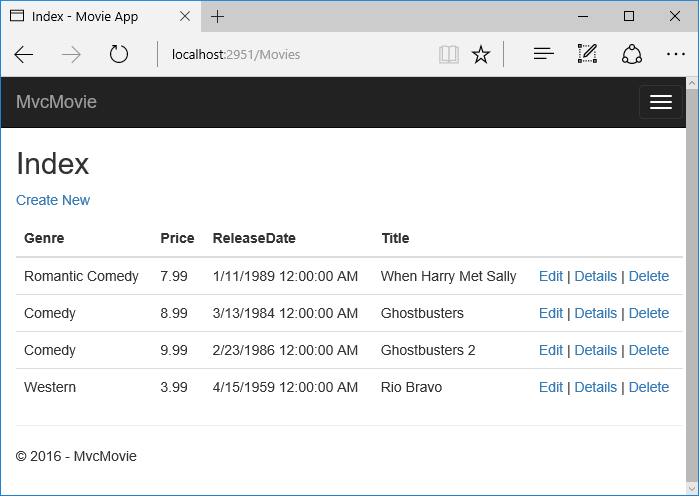 Index - Movie App
localhost:2951/Movies
MvcMovie
Index
Create New
Genre Price ReleaseDate Title
Romantic Comedy 7.99 1/11/1989 12:00:00 AM When Harry Met Sally Edit | Details | Delete
Comedy 8.99 3/13/1984 12:00:00 AM Ghostbusters Edit | Details | Delete
Comedy 9.99 2/23/1986 12:00:00 AM Ghostbusters 2 Edit | Details | Delete
Western 3.99 4/15/1959 12:00:00 AM Rio Bravo Edit | Details | Delete
© 2016 - MvcMovie